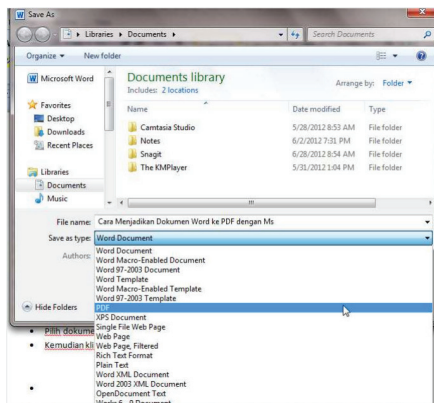 Save As
Libraries ▸ Documents ▸
Search Documents
Organize
New folder
Microsoft Word
Documents library
Includes: 2 locations
Arrange by: Folder
Favorites
Desktop
Downloads
Recent Places
Libraries
Documents
Music
Name Date modified Type
Camtasia Studio 5/28/2012 8:53 AM File folder
Notes 6/2/2012 7:31 PM File folder
Snagit 6/28/2012 8:54 AM File folder
The KMPlayer 5/31/2012 1:04 PM File folder
File name: Cara Menjadikan Dokumen Word ke PDF dengan Ms
Save as type: Word Document
Authors:
Word Document
Word Macro-Enabled Document
Word 97-2003 Document
Word Template
Word Macro-Enabled Template
Word 97-2003 Template
PDF
XPS Document
Single File Web Page
Web Page
Web Page, Filtered
Rich Text Format
Plain Text
Word XML Document
Word 2003 XML Document
OpenDocument Text
Hide Folders
Pilih dokume
Kemudian kli